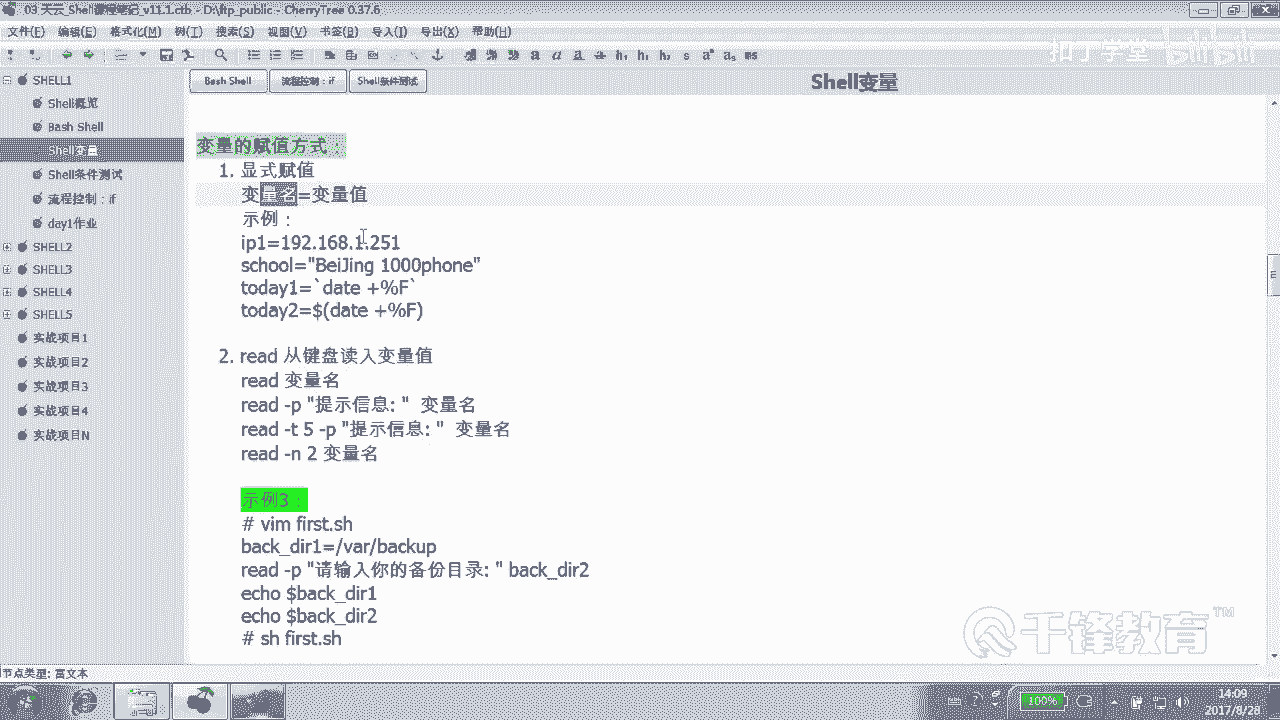 03 天云_Shell课程笔记_v11.1.ctb - D:\ftp_public - CherryTree 0.37.6
文件(F) 编辑(E) 格式化(M) 树(T) 搜索(S) 视图(V) 书签(B) 导入(I) 导出(X) 帮助(H)
扣丁学堂 bilibili
SHELL1
Shell概览
Bash Shell
Shell变量
Shell条件测试
流程控制：if
day1作业
SHELL2
SHELL3
SHELL4
SHELL5
实战项目1
实战项目2
实战项目3
实战项目4
实战项目N
Bash Shell 流程控制：if Shell条件测试
Shell变量
变量的赋值方式：
1. 显式赋值
变量名=变量值
示例：
ip1=192.168.1.251
school="BeiJing 1000phone"
today1=`date +%F`
today2=$(date +%F)
2. read 从键盘读入变量值
read 变量名
read -p "提示信息: " 变量名
read -t 5 -p "提示信息: " 变量名
read -n 2 变量名
示例3：
# vim first.sh
back_dir1=/var/backup
read -p "请输入你的备份目录: " back_dir2
echo $back_dir1
echo $back_dir2
# sh first.sh
千锋教育™
节点类型: 富文本
100%
14:09
2017/8/28